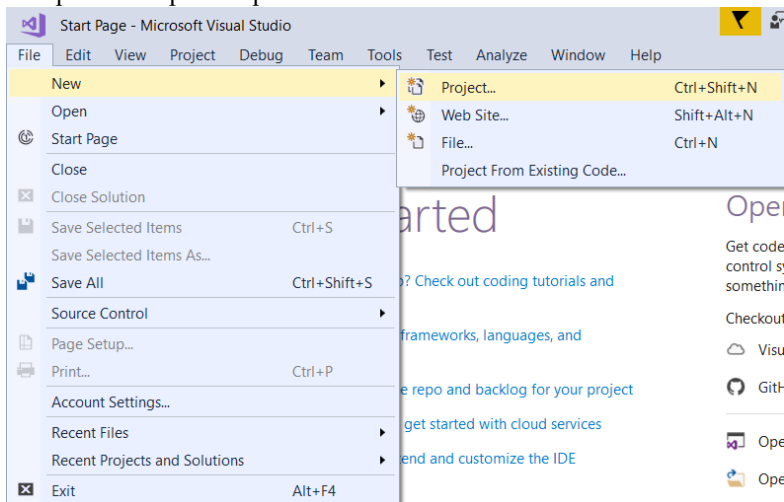 Start Page - Microsoft Visual Studio
File Edit View Project Debug Team Tools Test Analyze Window Help
New
Project... Ctrl+Shift+N
Open
Web Site... Shift+Alt+N
Start Page
File... Ctrl+N
Close
Project From Existing Code...
Close Solution
arted
Oper
Save Selected Items Ctrl+S
Save Selected Items As...
Get code
control sy
somethin
Save All Ctrl+Shift+S
? Check out coding tutorials and
Source Control
Checkout
frameworks, languages, and
Page Setup...
Visu
Print... Ctrl+P
e repo and backlog for your project
GitH
Account Settings...
get started with cloud services
Recent Files
Ope
Recent Projects and Solutions
end and customize the IDE
Ope
Exit Alt+F4